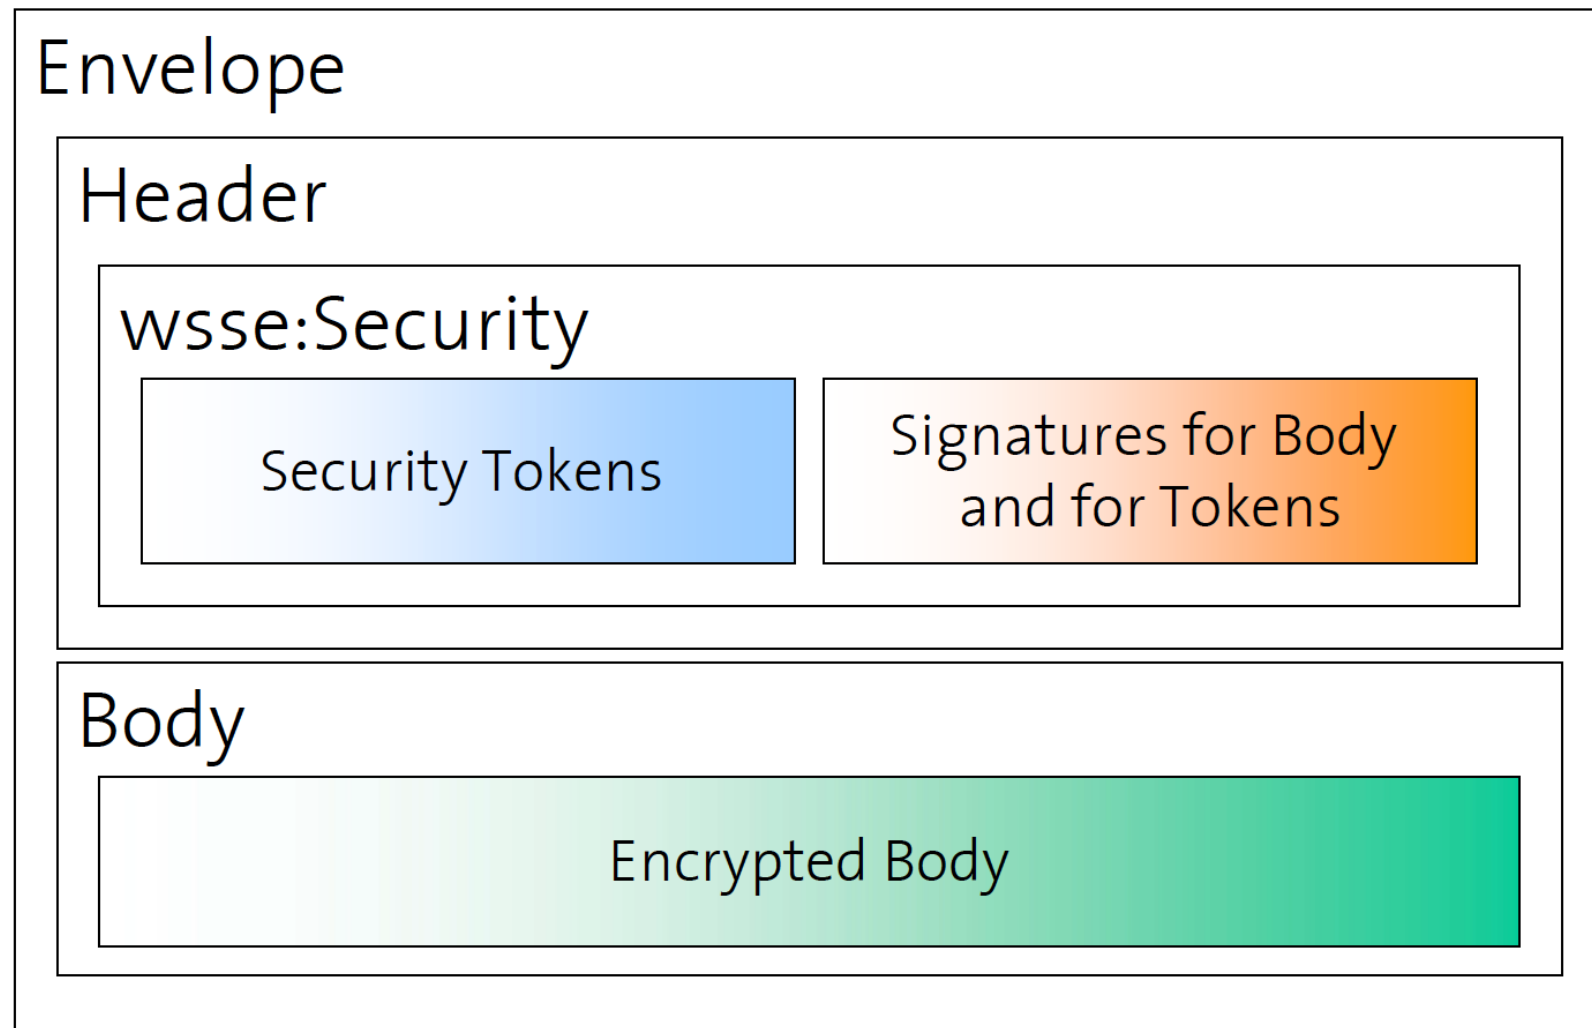 Envelope
Header
wsse:Security
Security Tokens
Signatures for Body
and for Tokens
Body
Encrypted Body